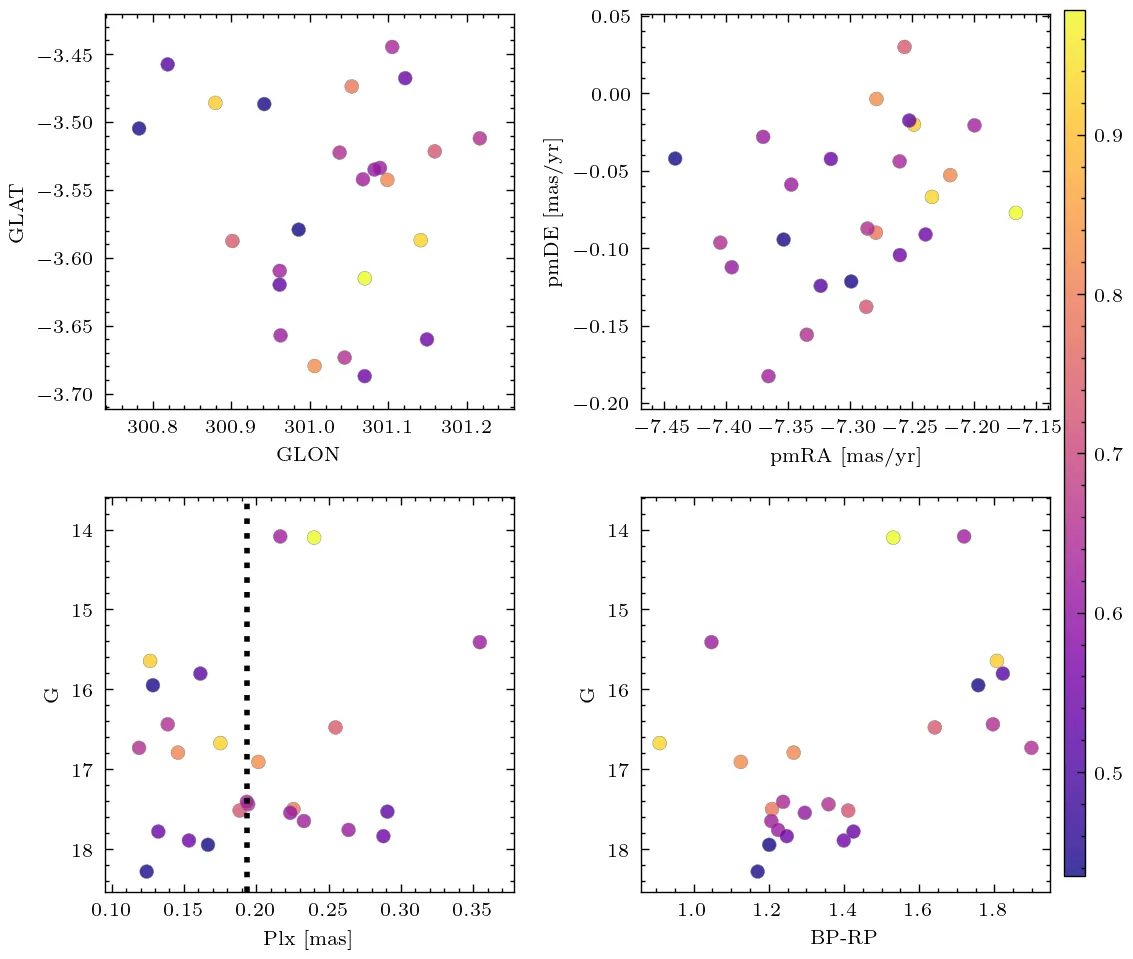 −3.45
−3.50
−3.55
−3.60
−3.65
−3.70
GLAT
300.8 300.9 301.0 301.1 301.2
GLON
0.05
0.00
−0.05
−0.10
−0.15
−0.20
pmDE [mas/yr]
−7.45 −7.40 −7.35 −7.30 −7.25 −7.20 −7.15
pmRA [mas/yr]
14
15
16
17
18
G
0.10 0.15 0.20 0.25 0.30 0.35
Plx [mas]
14
15
16
17
18
G
1.0 1.2 1.4 1.6 1.8
BP-RP
0.9
0.8
0.7
0.6
0.5